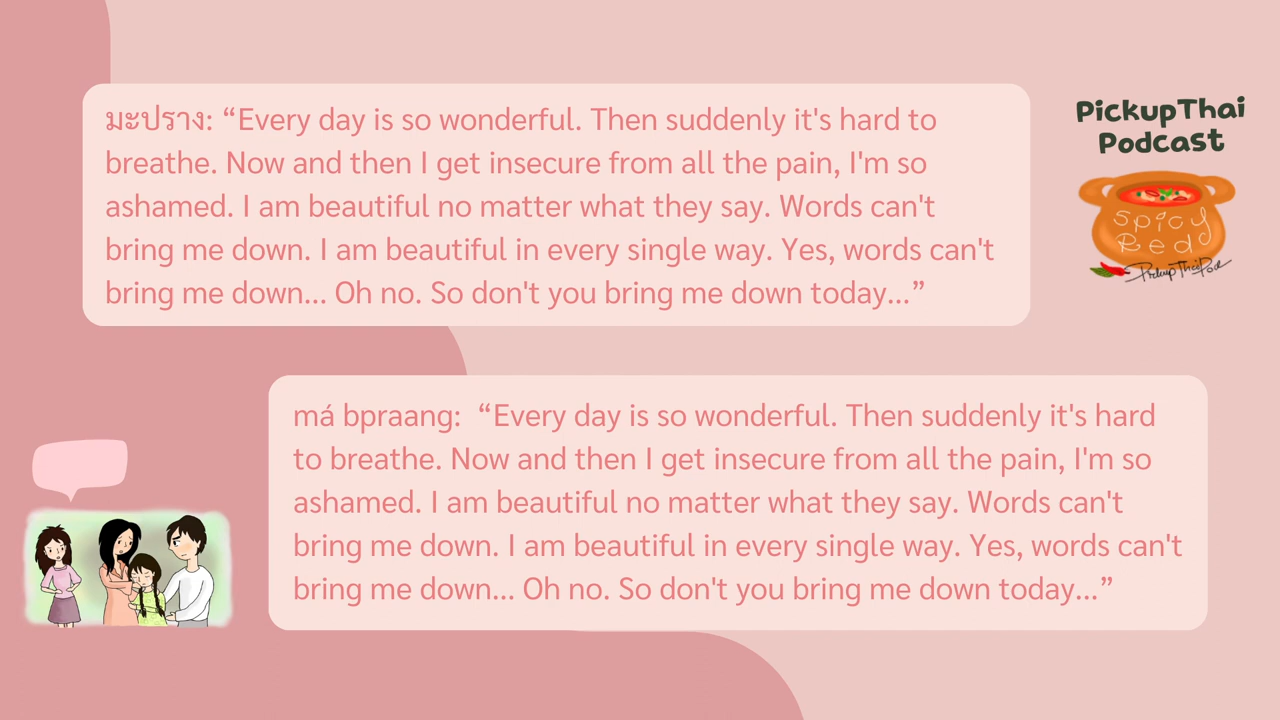 มะปราง: “Every day is so wonderful. Then suddenly it's hard to
breathe. Now and then I get insecure from all the pain, I'm so
ashamed. I am beautiful no matter what they say. Words can't
bring me down. I am beautiful in every single way. Yes, words can't
bring me down... Oh no. So don't you bring me down today...”
PickupThai
Podcast
Spicy
Red
PickupThaiPod
má bpraang:  “Every day is so wonderful. Then suddenly it's hard
to breathe. Now and then I get insecure from all the pain, I'm so
ashamed. I am beautiful no matter what they say. Words can't
bring me down. I am beautiful in every single way. Yes, words can't
bring me down... Oh no. So don't you bring me down today...”